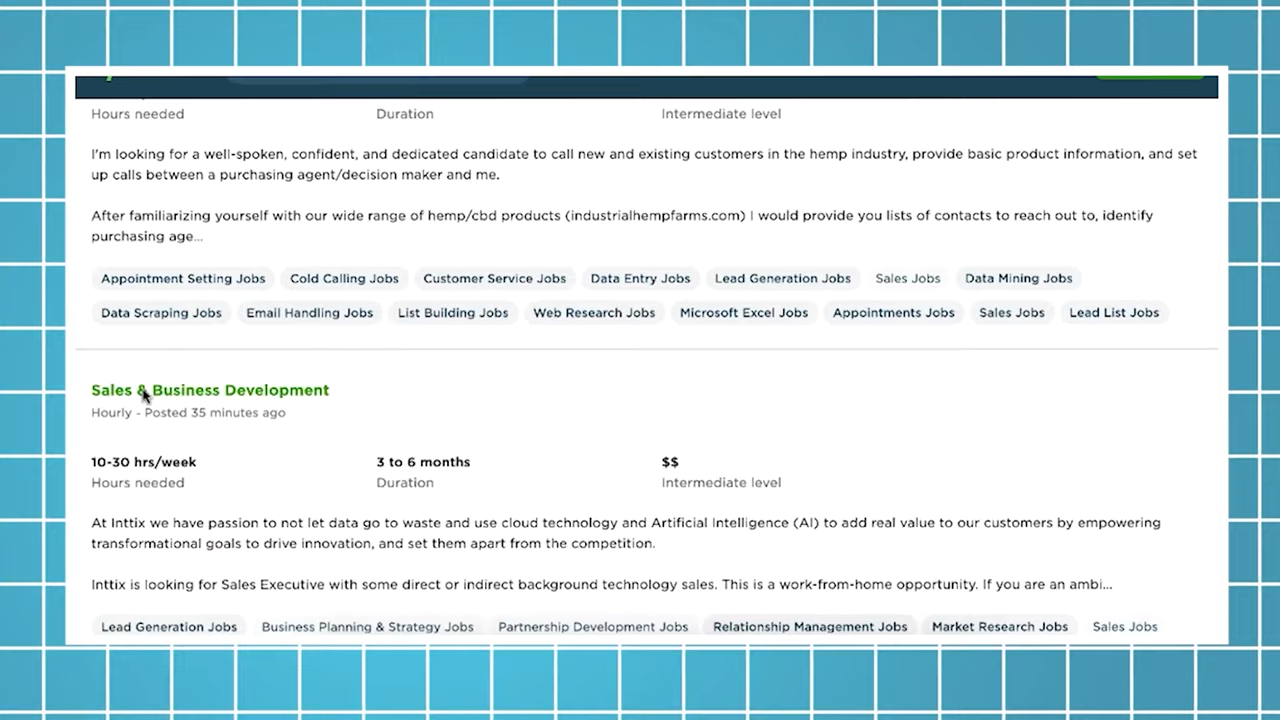 Hours needed Duration Intermediate level
I'm looking for a well-spoken, confident, and dedicated candidate to call new and existing customers in the hemp industry, provide basic product information, and set
up calls between a purchasing agent/decision maker and me.
After familiarizing yourself with our wide range of hemp/cbd products (industrialhempfarms.com) I would provide you lists of contacts to reach out to, identify
purchasing age...
Appointment Setting Jobs Cold Calling Jobs Customer Service Jobs Data Entry Jobs Lead Generation Jobs Sales Jobs Data Mining Jobs
Data Scraping Jobs Email Handling Jobs List Building Jobs Web Research Jobs Microsoft Excel Jobs Appointments Jobs Sales Jobs Lead List Jobs
Sales & Business Development
Hourly - Posted 35 minutes ago
10-30 hrs/week 3 to 6 months $$
Hours needed Duration Intermediate level
At Inttix we have passion to not let data go to waste and use cloud technology and Artificial Intelligence (AI) to add real value to our customers by empowering
transformational goals to drive innovation, and set them apart from the competition.
Inttix is looking for Sales Executive with some direct or indirect background technology sales. This is a work-from-home opportunity. If you are an ambi...
Lead Generation Jobs Business Planning & Strategy Jobs Partnership Development Jobs Relationship Management Jobs Market Research Jobs Sales Jobs